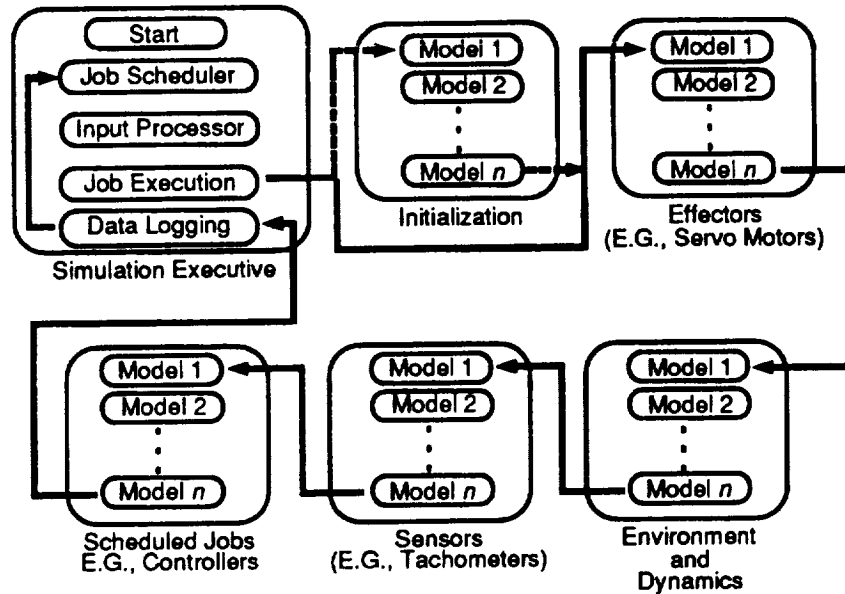 Start
Job Scheduler
Input Processor
Job Execution
Data Logging
Simulation Executive
Model 1
Model 2
Model n
Initialization
Model 1
Model 2
Model n
Effectors
(E.G., Servo Motors)
Model 1
Model 2
Model n
Scheduled Jobs
E.G., Controllers
Model 1
Model 2
Model n
Sensors
(E.G., Tachometers)
Model 1
Model 2
Model n
Environment
and
Dynamics